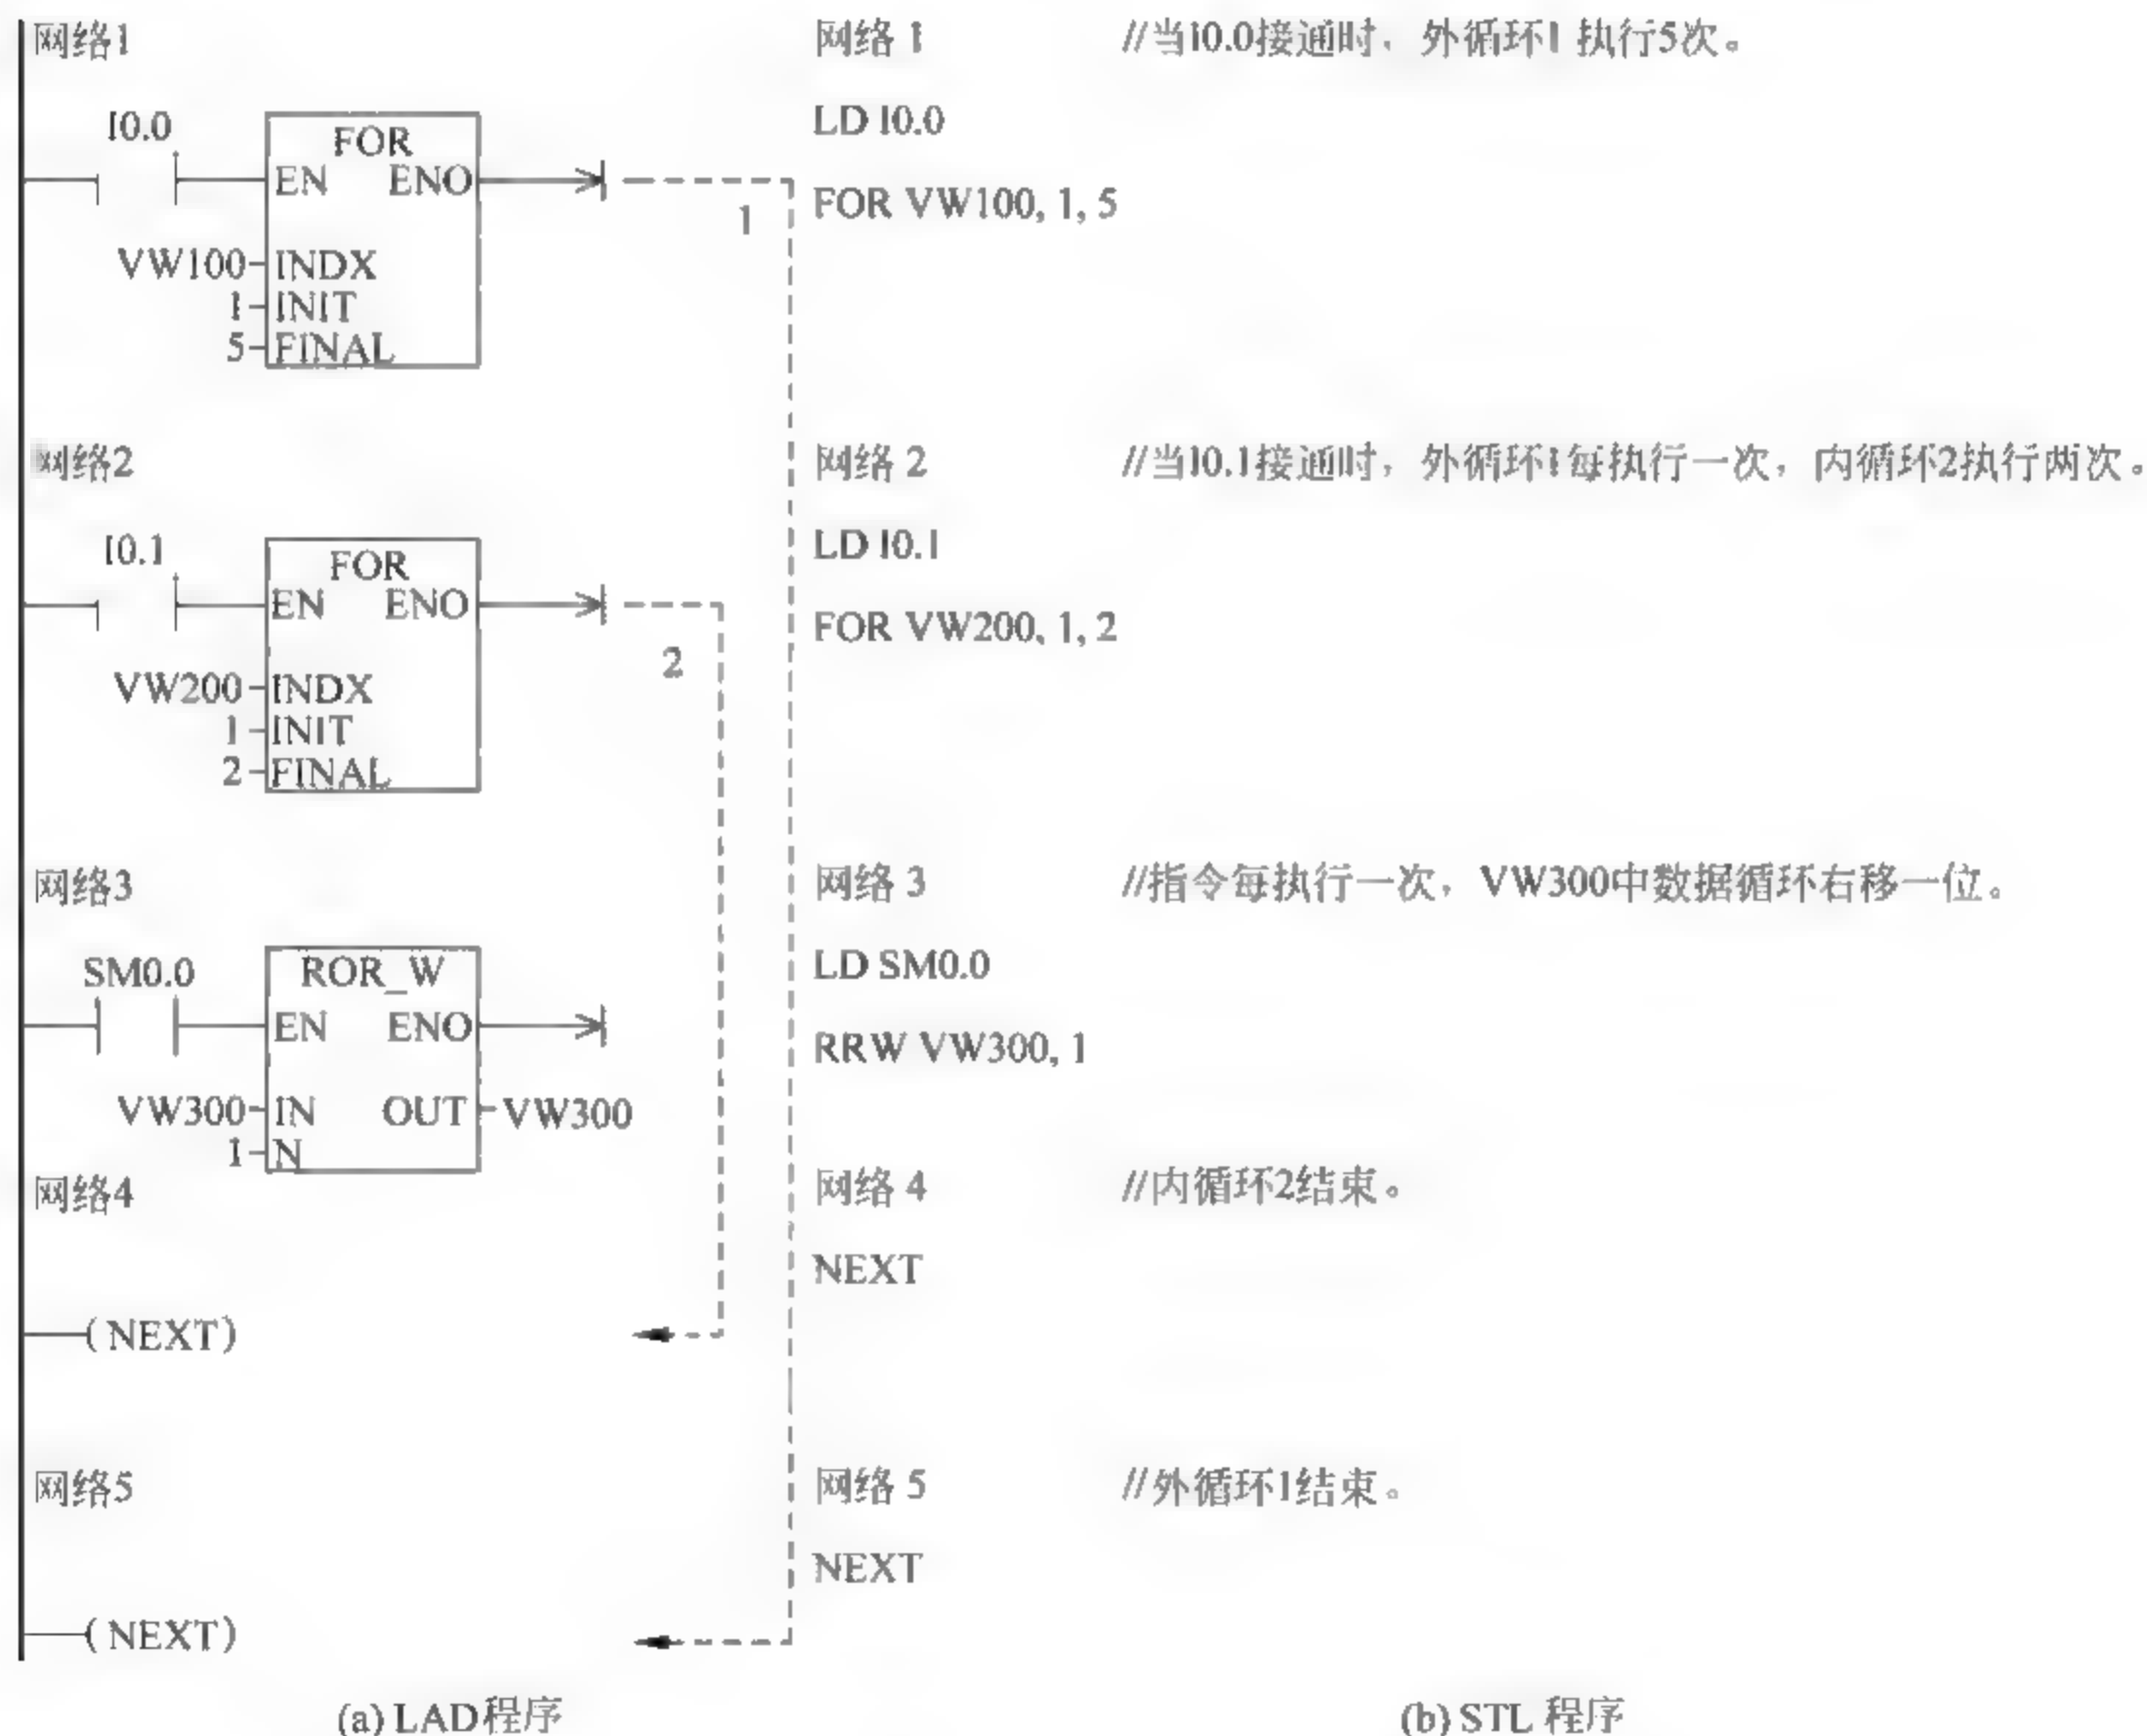 网络1
I0.0
FOR
EN ENO
1
VW100 INDX
1 INIT
5 FINAL
网络2
I0.1
FOR
EN ENO
2
VW200 INDX
1 INIT
2 FINAL
网络3
SM0.0
ROR_W
EN ENO
VW300 IN OUT VW300
1 N
网络4
(NEXT)
网络5
(NEXT)
(a) LAD程序
网络 1 //当I0.0接通时，外循环1 执行5次。
LD I0.0
FOR VW100, 1, 5
网络 2 //当I0.1接通时，外循环1每执行一次，内循环2执行两次。
LD I0.1
FOR VW200, 1, 2
网络 3 //指令每执行一次，VW300中数据循环右移一位。
LD SM0.0
RRW VW300, 1
网络 4 //内循环2结束。
NEXT
网络 5 //外循环1结束。
NEXT
(b) STL 程序